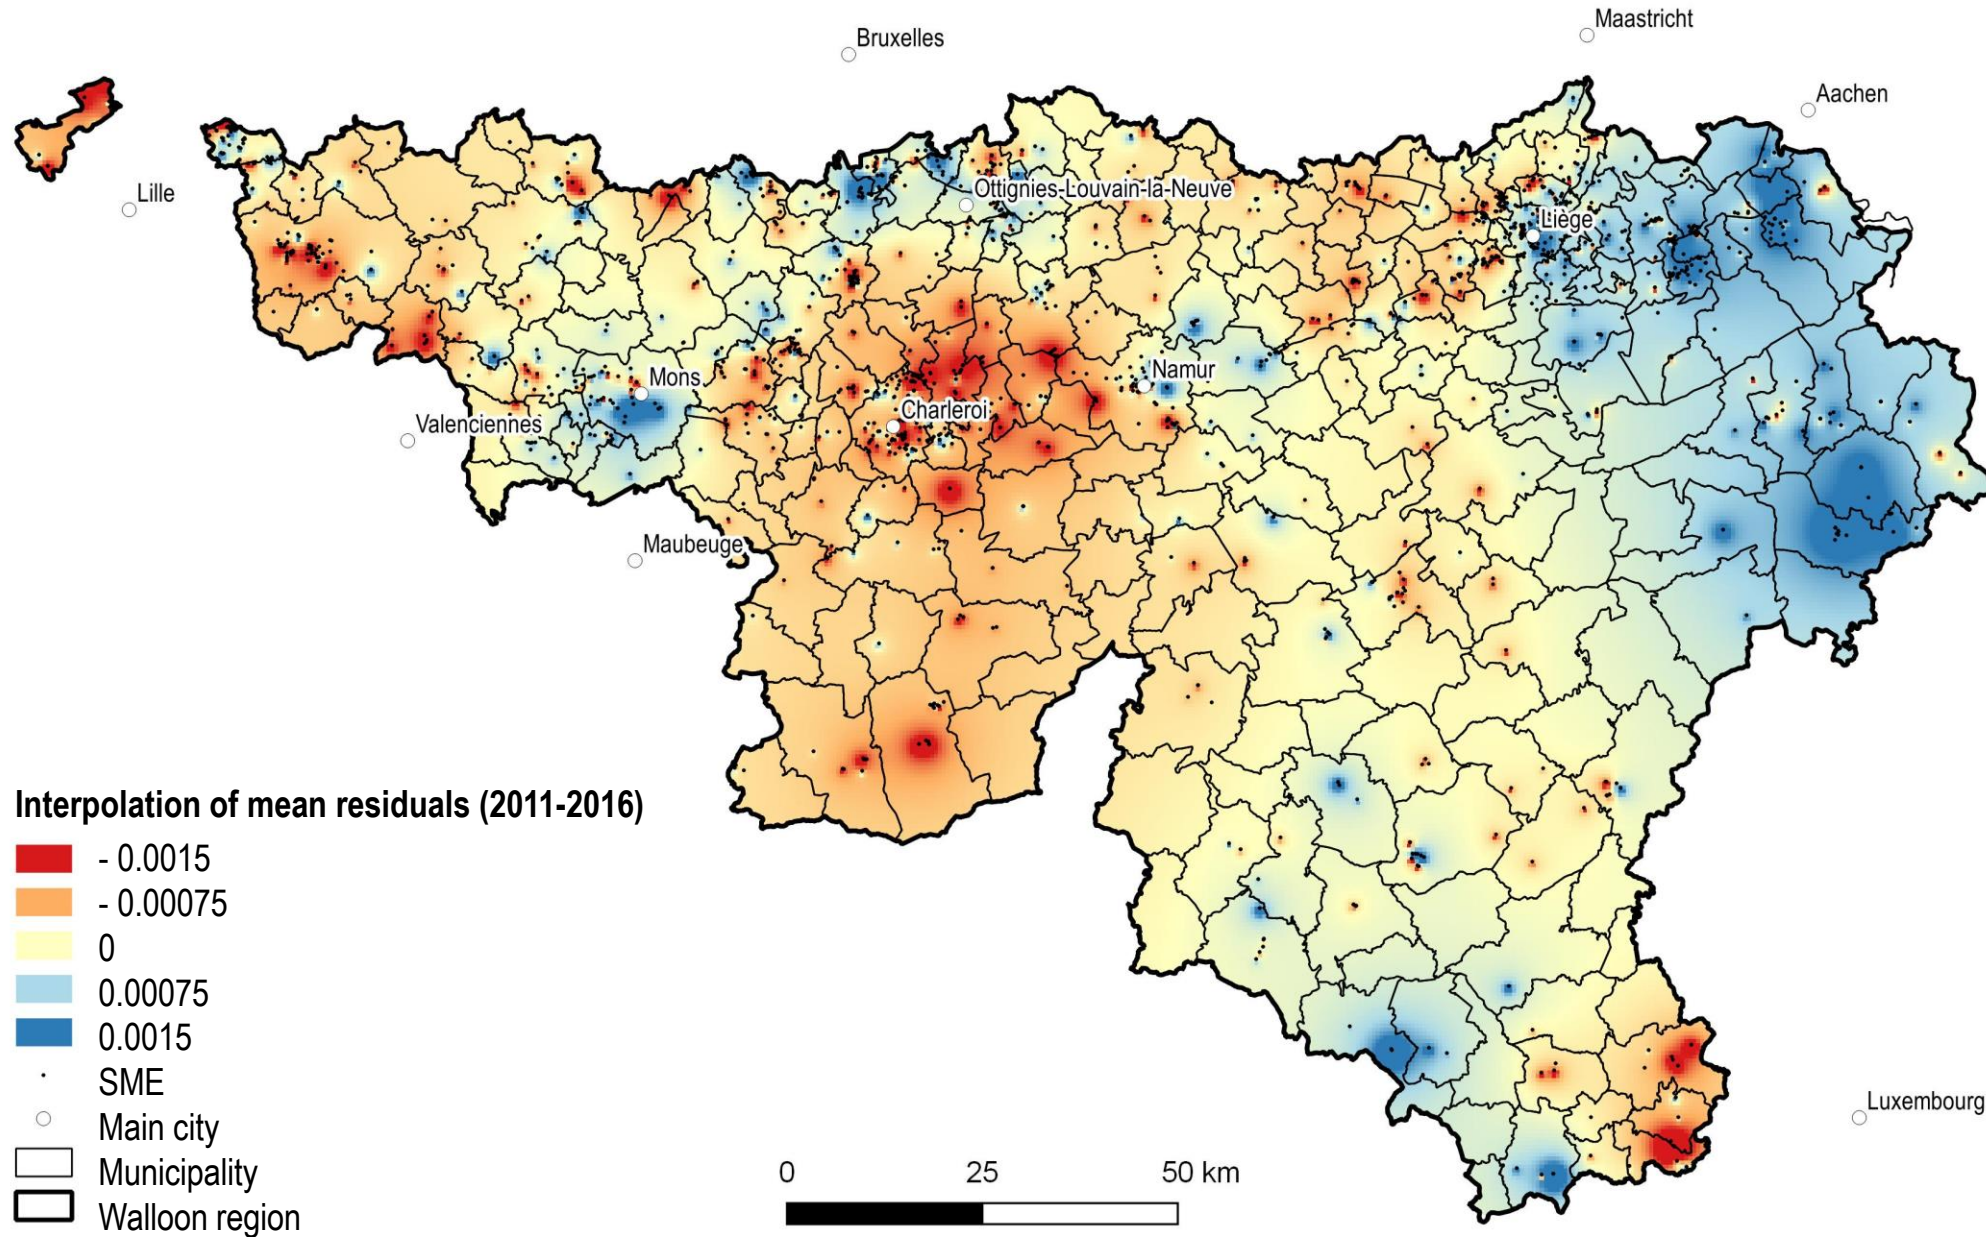 Maastricht
Bruxelles
Aachen
Lille
Ottignies-Louvain-la-Neuve
Liège
Namur
Mons
Charleroi
Valenciennes
Maubeuge
Luxembourg
Interpolation of mean residuals (2011-2016)
- 0.0015
- 0.00075
0
0.00075
0.0015
SME
Main city
Municipality
Walloon region
0 25 50 km